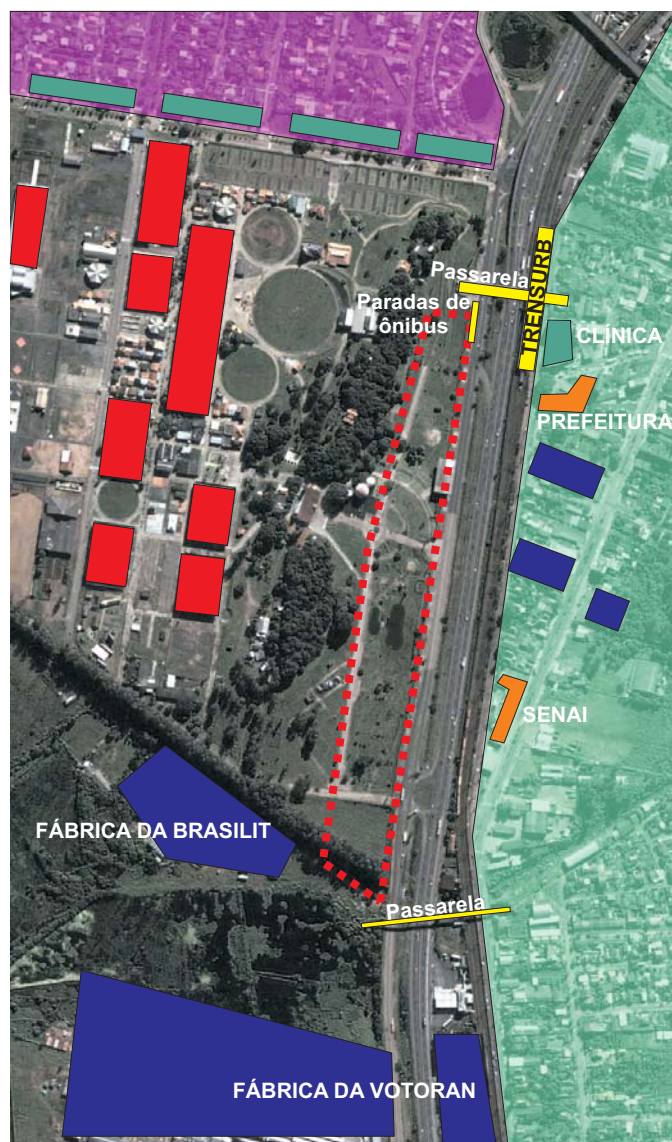 Passarela
TRENSURB
Paradas de
ônibus
CLÍNICA
PREFEITURA
SENAI
FÁBRICA DA BRASILIT
Passarela
FÁBRICA DA VOTORAN